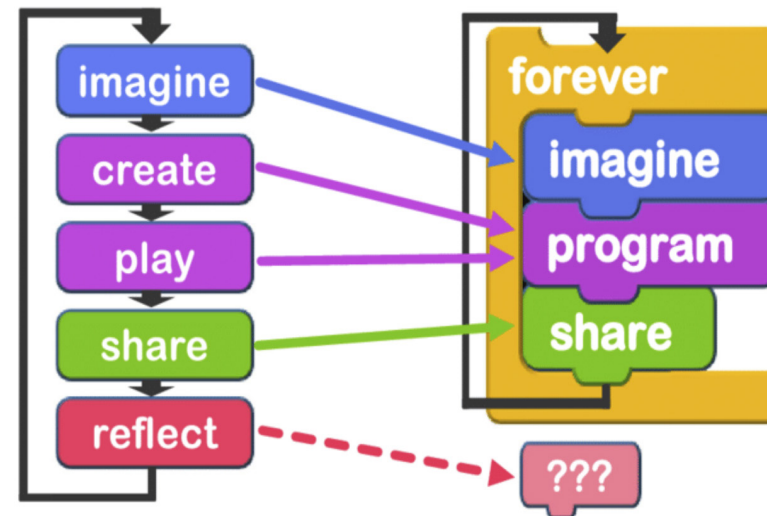 imagine
create
play
share
reflect
forever
imagine
program
share
???